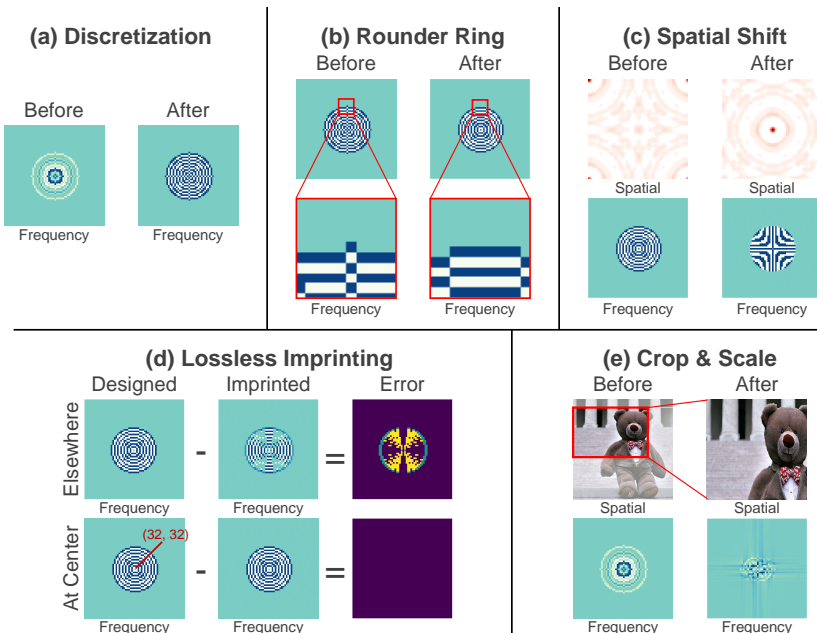 (a) Discretization
Before After
Frequency Frequency
(b) Rounder Ring
Before After
Frequency Frequency
(c) Spatial Shift
Before After
Spatial Spatial
Frequency Frequency
(d) Lossless Imprinting
Designed Imprinted Error
Elsewhere
- =
Frequency Frequency
At Center
(32, 32)
- =
Frequency Frequency
(e) Crop & Scale
Before After
Spatial Spatial
Frequency Frequency